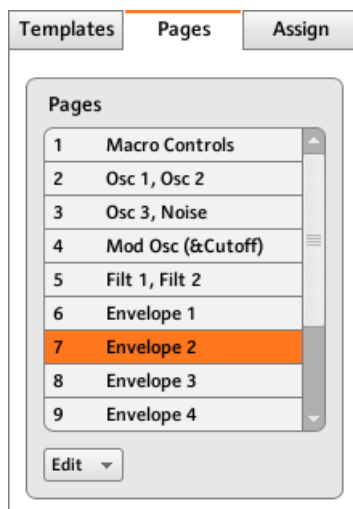 Templates Pages Assign
Pages
1 Macro Controls
2 Osc 1, Osc 2
3 Osc 3, Noise
4 Mod Osc (&Cutoff)
5 Filt 1, Filt 2
6 Envelope 1
7 Envelope 2
8 Envelope 3
9 Envelope 4
Edit